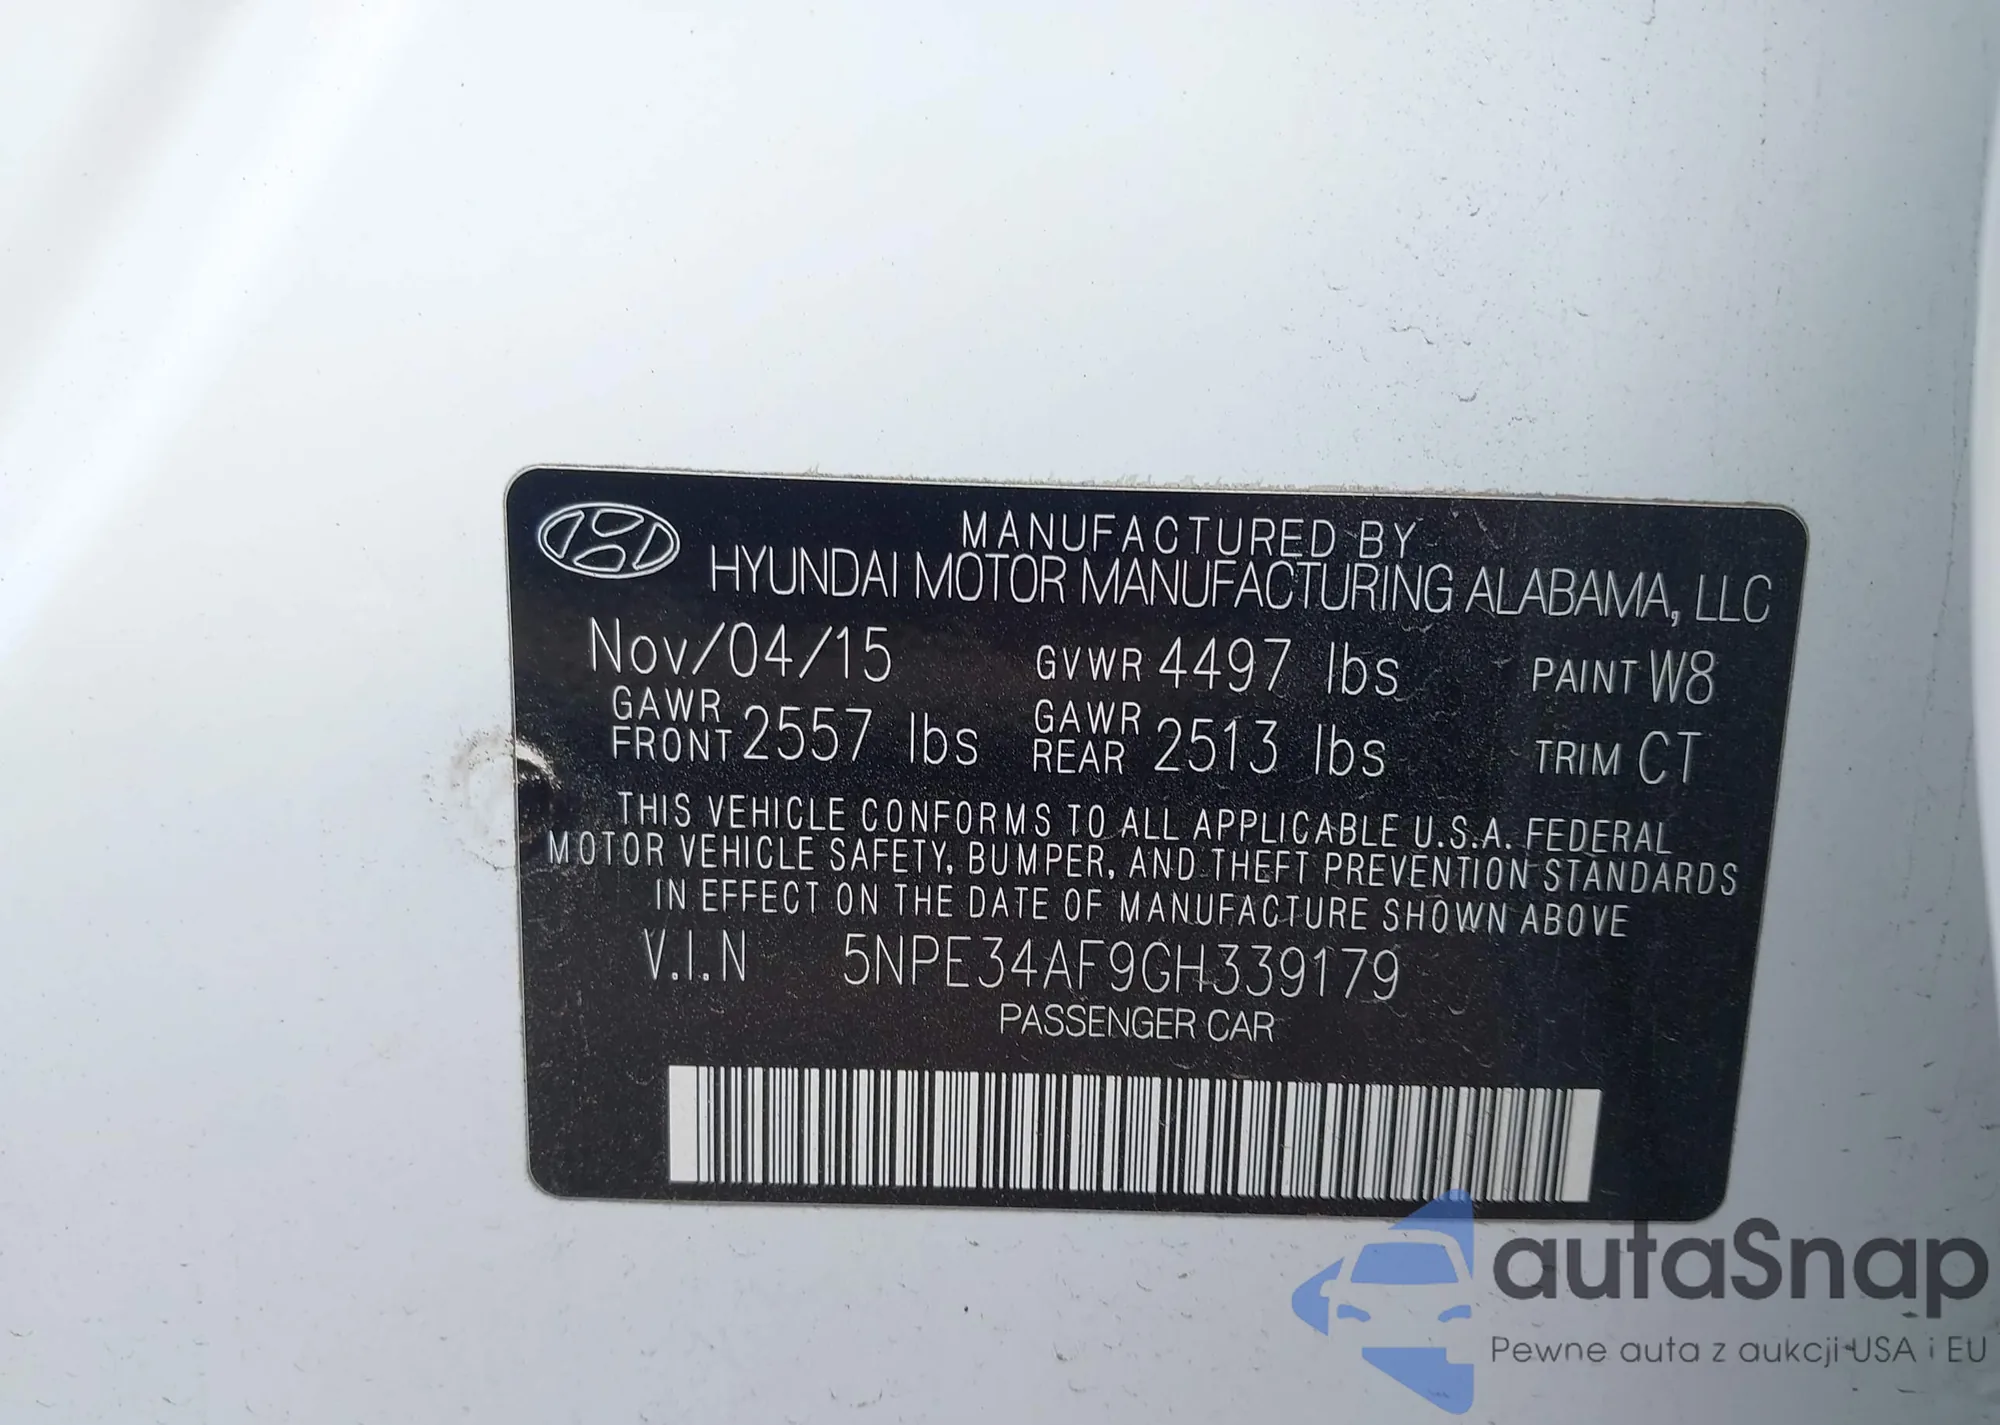 MANUFACTURED BY
HYUNDAI MOTOR MANUFACTURING ALABAMA, LLC
Nov/04/15 GVWR 4497 lbs PAINT W8
GAWR FRONT 2557 lbs GAWR REAR 2513 lbs TRIM CT
THIS VEHICLE CONFORMS TO ALL APPLICABLE U.S.A. FEDERAL
MOTOR VEHICLE SAFETY, BUMPER, AND THEFT PREVENTION STANDARDS
IN EFFECT ON THE DATE OF MANUFACTURE SHOWN ABOVE
V.I.N 5NPE34AF9GH339179
PASSENGER CAR
autaSnap
Pewne auta z aukcji USA i EU